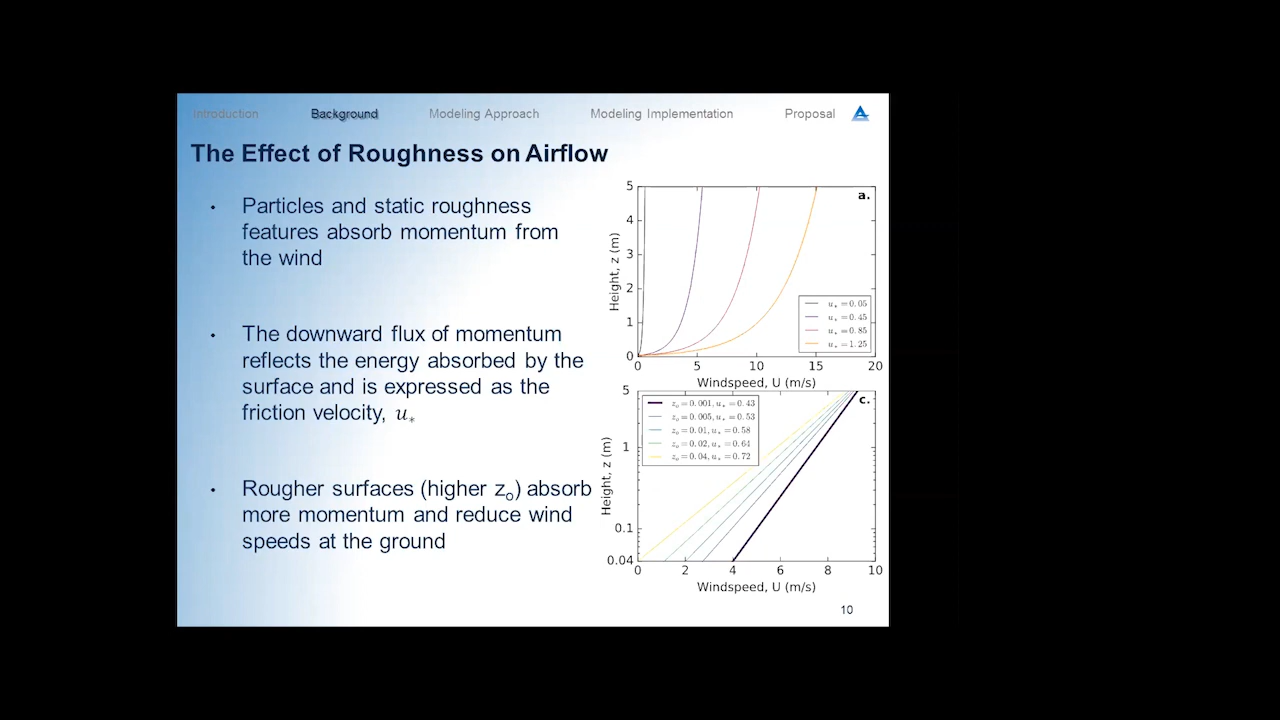 Introduction Background Modeling Approach Modeling Implementation Proposal
The Effect of Roughness on Airflow
• Particles and static roughness
features absorb momentum from
the wind
• The downward flux of momentum
reflects the energy absorbed by the
surface and is expressed as the
friction velocity, u*
• Rougher surfaces (higher zo) absorb
more momentum and reduce wind
speeds at the ground
a.
Height, z (m)
5
4
3
2
1
0
u* = 0.05
u* = 0.45
u* = 0.85
u* = 1.25
0 5 10 15 20
Windspeed, U (m/s)
c.
Height, z (m)
5
1
0.1
0.04
zo = 0.001, u* = 0.43
zo = 0.005, u* = 0.53
zo = 0.01, u* = 0.58
zo = 0.02, u* = 0.64
zo = 0.04, u* = 0.72
0 2 4 6 8 10
Windspeed, U (m/s)
10